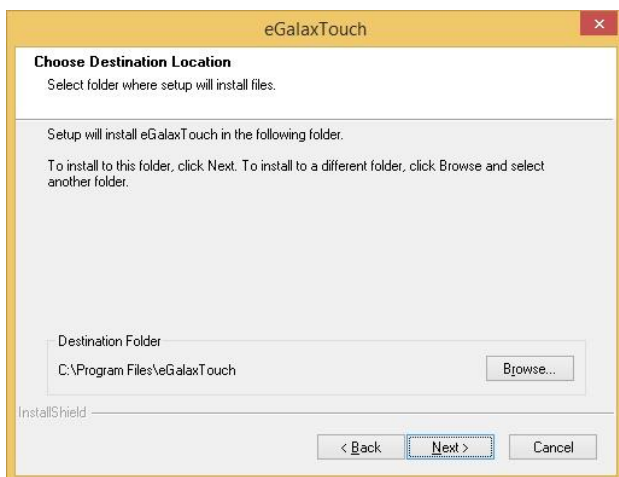 eGalaxTouch
Choose Destination Location
Select folder where setup will install files.
Setup will install eGalaxTouch in the following folder.
To install to this folder, click Next. To install to a different folder, click Browse and select
another folder.
Destination Folder
C:\Program Files\eGalaxTouch
Browse...
InstallShield
< Back
Next >
Cancel